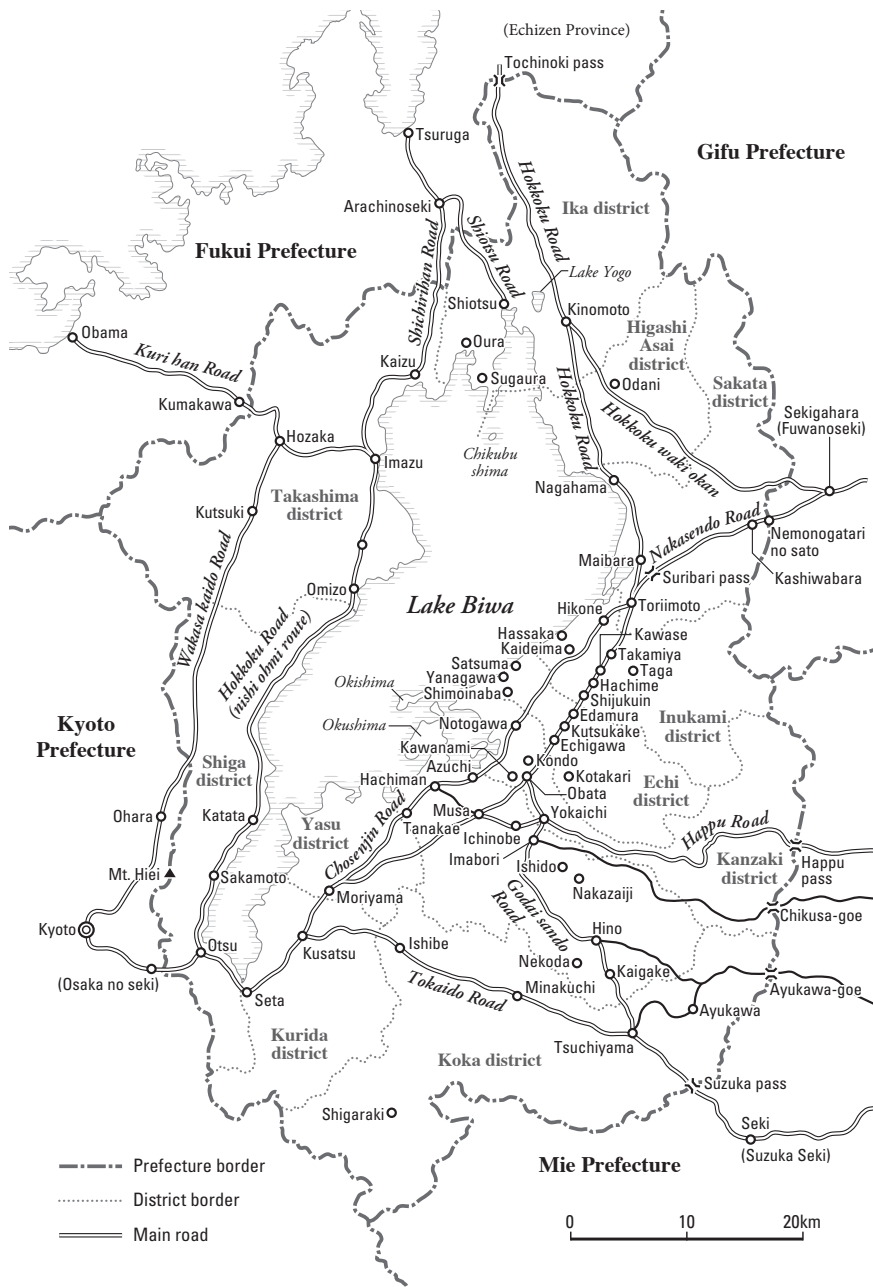 (Echizen Province)
Tochinoki pass
Tsuruga
Gifu Prefecture
Hokkoku Road
Ika district
Arachinoseki
Shiotsu Road
Fukui Prefecture
Shichirihan Road
Lake Yogo
Shiotsu
Kinomoto
Obama
Oura
Higashi
Asai
district
Kuri han Road
Kaizu
Sugaura
Odani
Sakata
district
Kumakawa
Hokkoku Road
Hokkoku waki okan
Sekigahara
(Fuwanoseki)
Hozaka
Chikubu
shima
Imazu
Takashima
district
Nagahama
Kutsuki
Nakasendo Road
Nemonogatari
no sato
Maibara
Suribari pass
Kashiwabara
Omizo
Wakasa kaido Road
Lake Biwa
Hikone
Toriimoto
Hokkoku Road
(nishi ohmi route)
Hassaka
Kawase
Kaideima
Takamiya
Satsuma
Taga
Yanagawa
Hachime
Okishima
Shimoinaba
Shijukuin
Edamura
Inukami
district
Kyoto
Prefecture
Okushima
Notogawa
Kutsukake
Kawanami
Echigawa
Shiga
district
Azuchi
Kondo
Hachiman
Kotakari
Echi
district
Obata
Ohara
Katata
Yasu
district
Chosenjin Road
Musa
Yokaichi
Happu Road
Tanakae
Ichinobe
Imabori
Kanzaki
district
Happu
pass
Mt. Hiei
Sakamoto
Ishido
Moriyama
Nakazaiji
Godai sando
Road
Chikusa-goe
Kyoto
Otsu
Kusatsu
Ishibe
Hino
Nekoda
Kaigake
(Osaka no seki)
Seta
Tokaido Road
Minakuchi
Ayukawa-goe
Ayukawa
Kurida
district
Tsuchiyama
Koka district
Suzuka pass
Shigaraki
Seki
(Suzuka Seki)
Mie Prefecture
Prefecture border
District border
Main road
0 10 20km